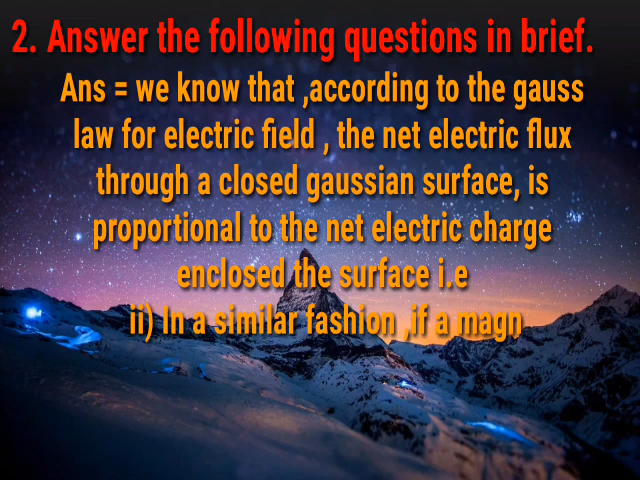 2. Answer the following questions in brief.
Ans = we know that ,according to the gauss
law for electric field , the net electric flux
through a closed gaussian surface, is
proportional to the net electric charge
enclosed the surface i.e
ii) In a similar fashion ,if a magn